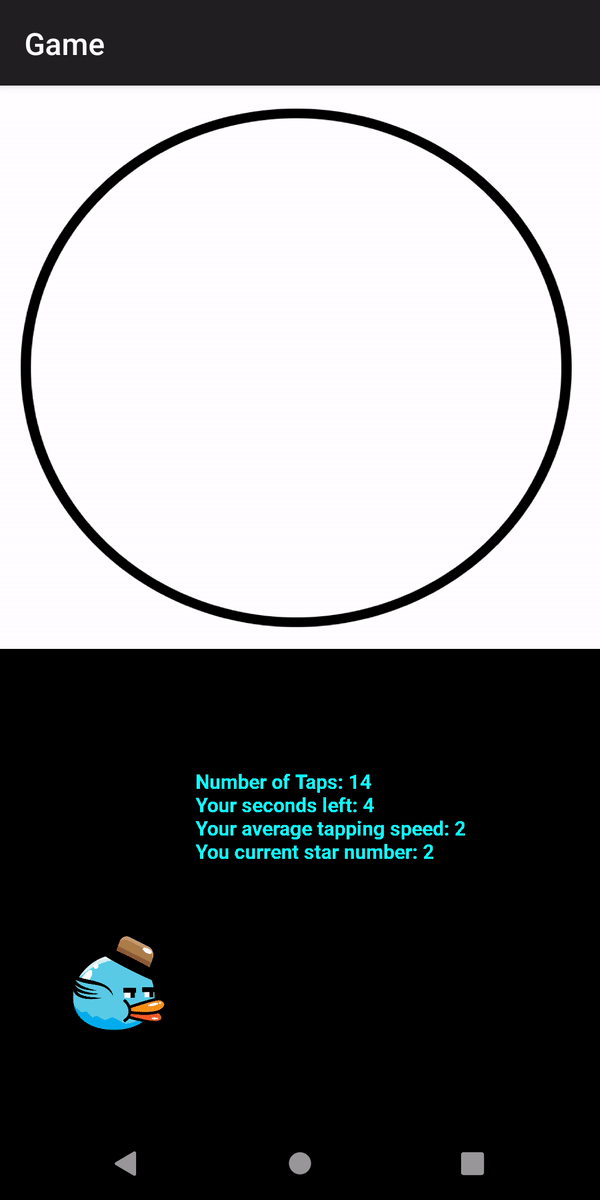 Game
Number of Taps: 14
Your seconds left: 4
Your average tapping speed: 2
You current star number: 2